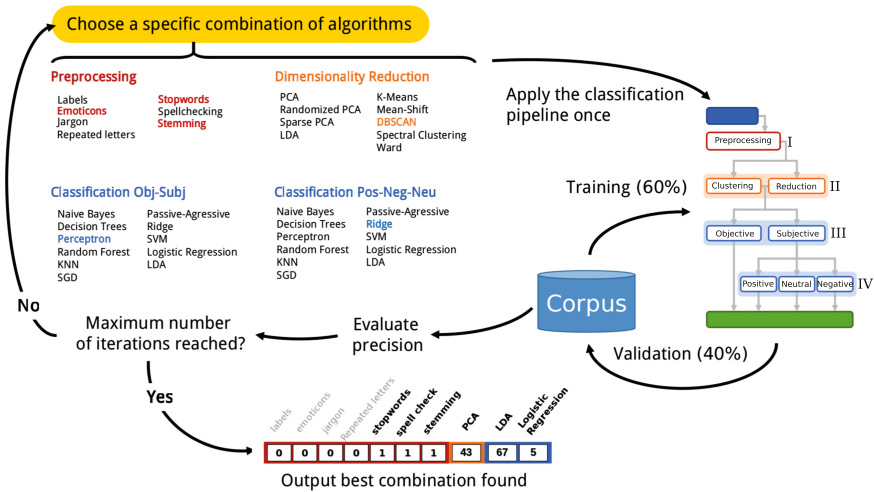 Choose a specific combination of algorithms
Preprocessing
Labels
Emoticons
Jargon
Repeated letters
Stopwords
Spellchecking
Stemming
Dimensionality Reduction
PCA
Randomized PCA
Sparse PCA
LDA
K-Means
Mean-Shift
DBSCAN
Spectral Clustering
Ward
Classification Obj-Subj
Naive Bayes
Decision Trees
Perceptron
Random Forest
KNN
SGD
Passive-Agressive
Ridge
SVM
Logistic Regression
LDA
Classification Pos-Neg-Neu
Naive Bayes
Decision Trees
Perceptron
Random Forest
KNN
SGD
Passive-Agressive
Ridge
SVM
Logistic Regression
LDA
Apply the classification
pipeline once
Preprocessing
I
Clustering
Reduction
II
Objective
Subjective
III
Positive
Neutral
Negative
IV
Training (60%)
Corpus
Validation (40%)
Evaluate
precision
Maximum number
of iterations reached?
No
Yes
labels
emoticons
jargon
Repeated letters
stopwords
spell check
stemming
PCA
LDA
Logistic
Regression
0 0 0 0 1 1 1 43 67 5
Output best combination found